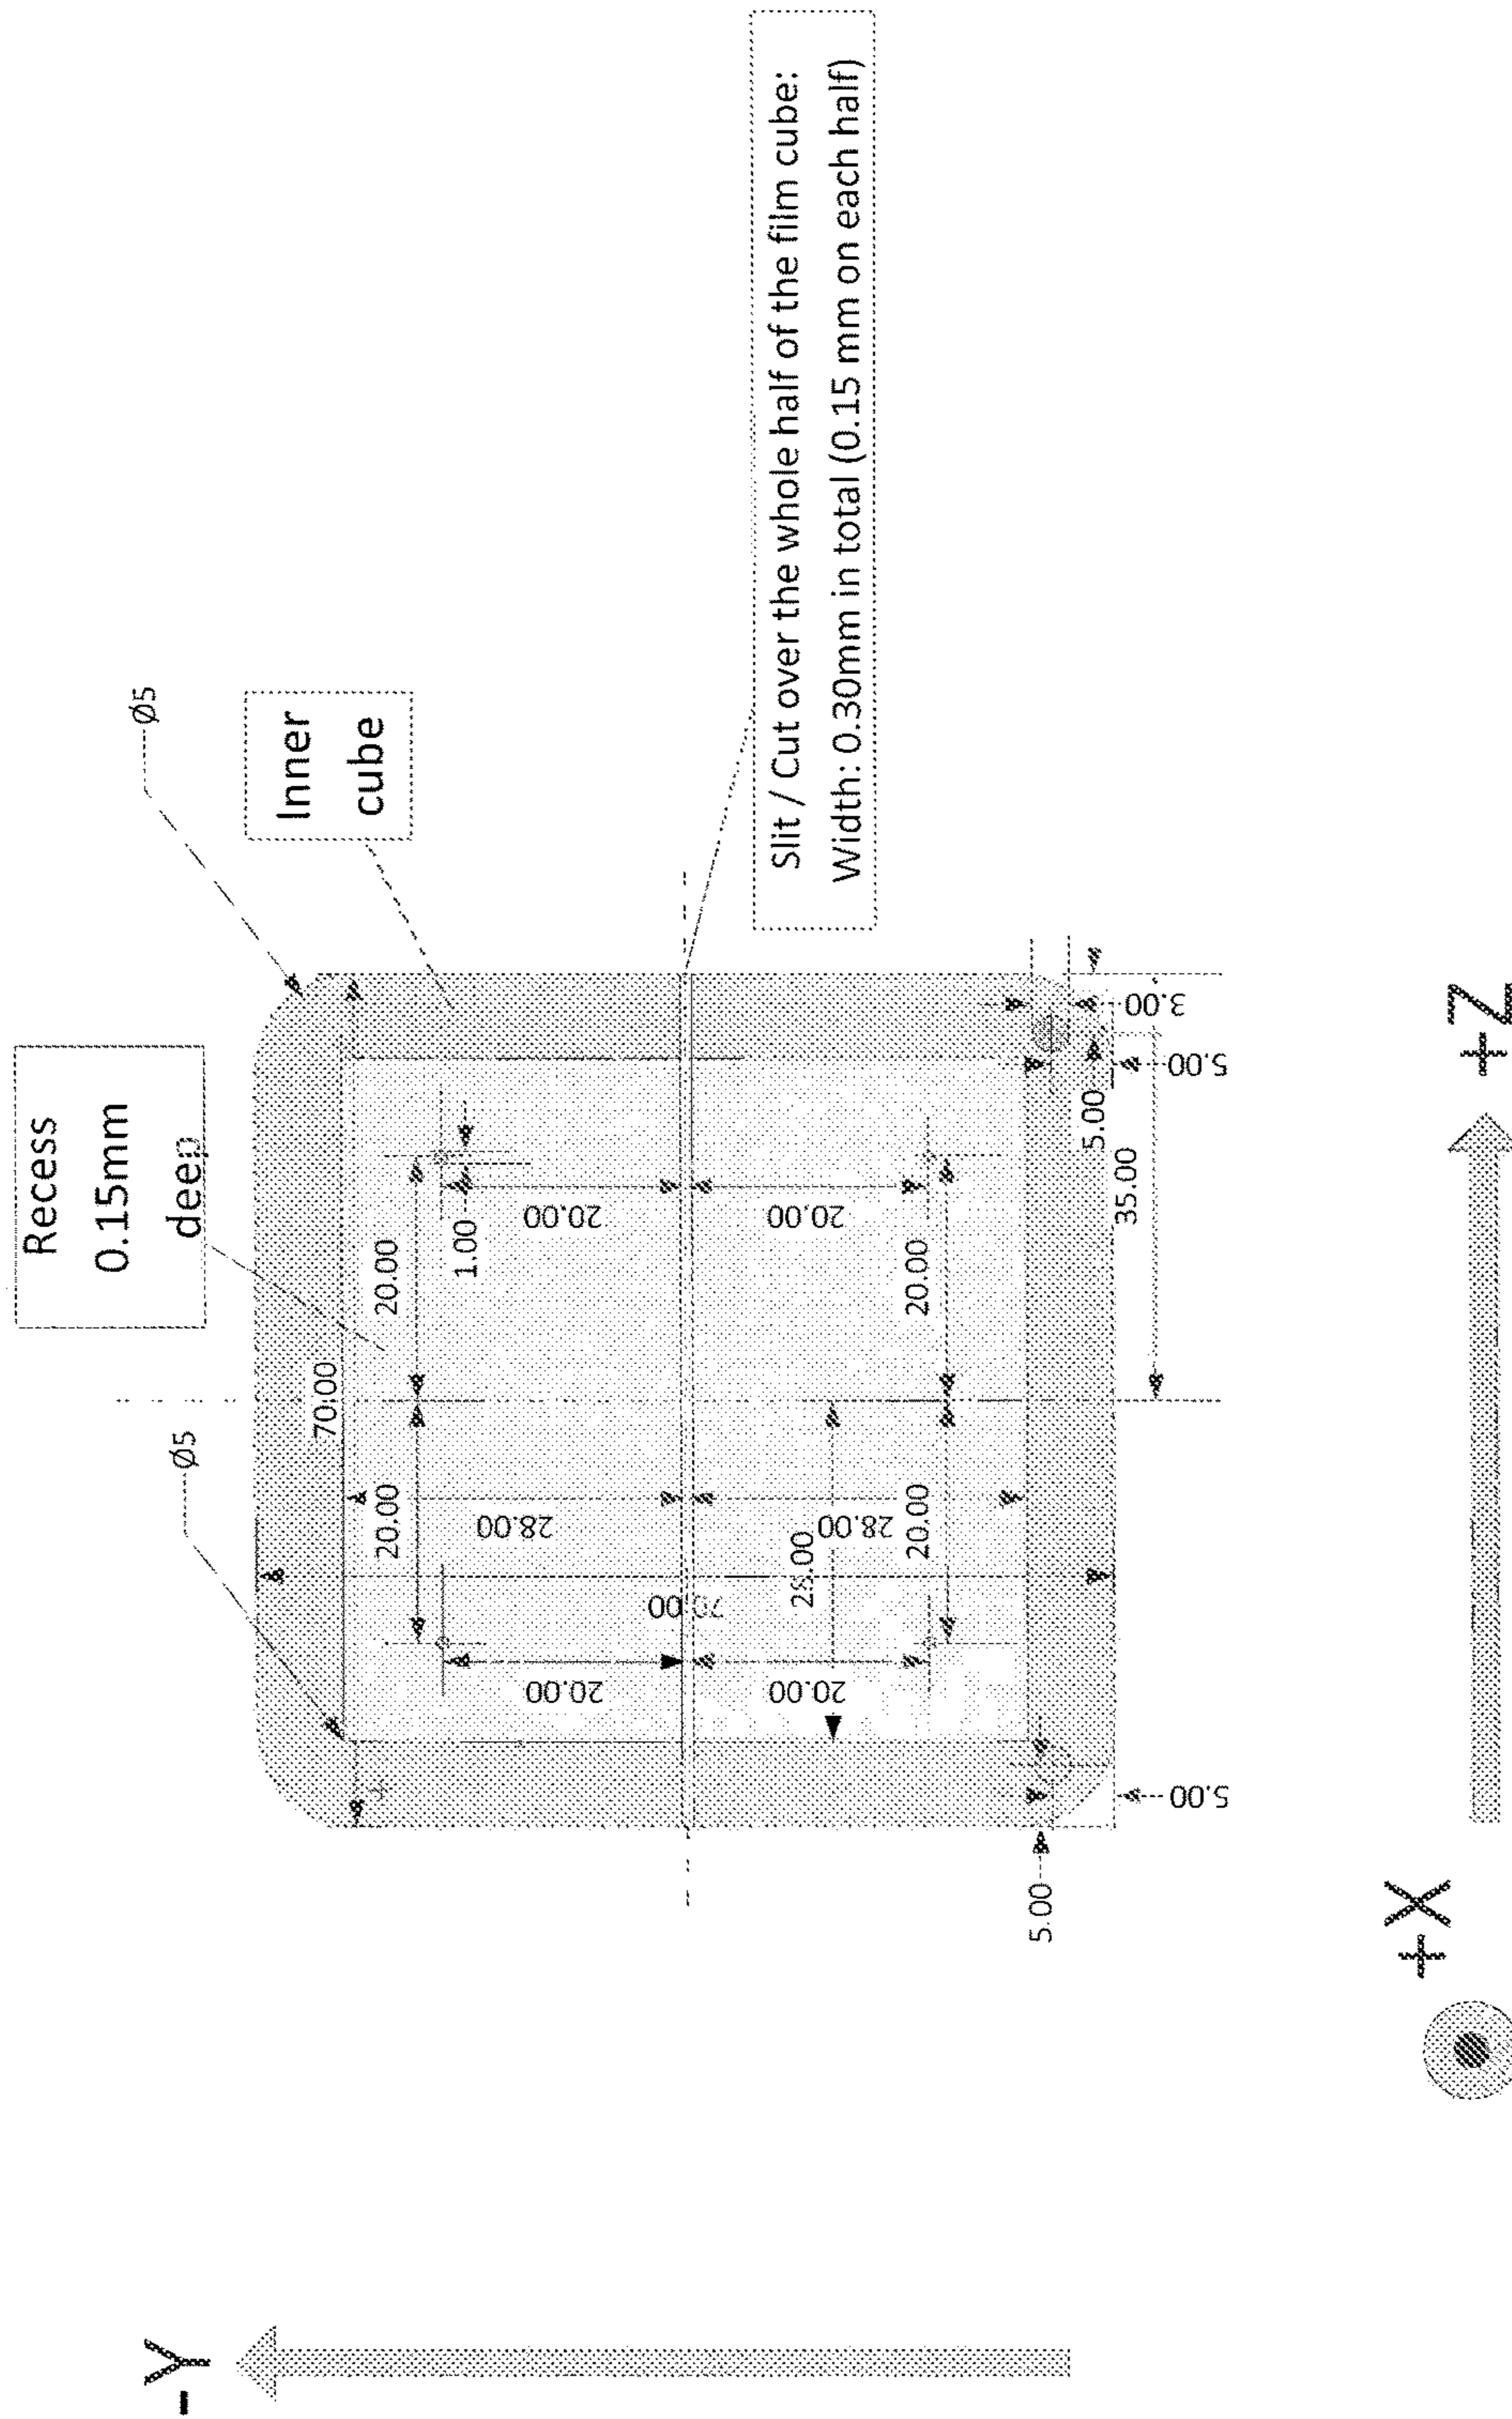 Recess
0.15mm
deep
Ø5
Ø5
Inner
cube
Slit / Cut over the whole half of the film cube:
Width: 0.30mm in total (0.15 mm on each half)
70.00
20.00
20.00
1.00
20.00
20.00
28.00
28.00
28.00
70.00
20.00
20.00
20.00
20.00
5.00
5.00
5.00
5.00
3.00
35.00
-Y
+X
+Z